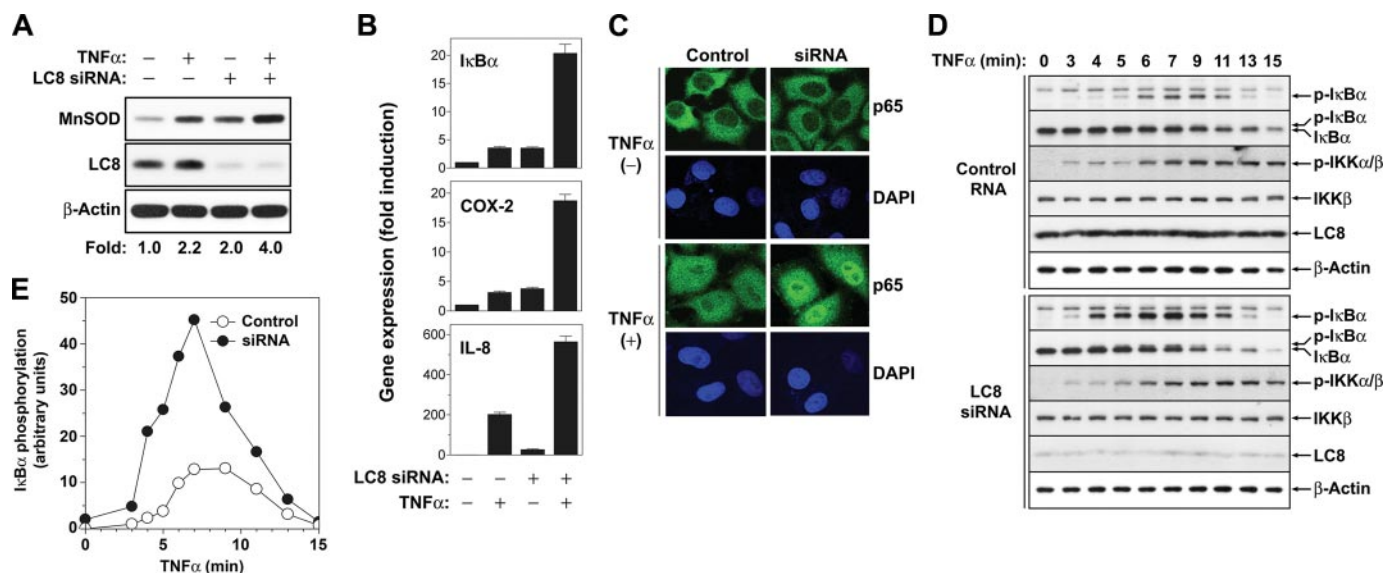 A
TNFα: – + – +
LC8 siRNA: – – + +
MnSOD
LC8
β-Actin
Fold: 1.0 2.2 2.0 4.0
B
Gene expression (fold induction)
IκBα
20
15
10
5
0
COX-2
20
15
10
5
0
IL-8
600
400
200
0
LC8 siRNA: – – + +
TNFα: – + – +
C
Control siRNA
TNFα
(–)
p65
DAPI
TNFα
(+)
p65
DAPI
D
TNFα (min): 0 3 4 5 6 7 9 11 13 15
Control
RNA
p-IκBα
p-IκBα
IκBα
p-IKKα/β
IKKβ
LC8
β-Actin
LC8
siRNA
p-IκBα
p-IκBα
IκBα
p-IKKα/β
IKKβ
LC8
β-Actin
E
IκBα phosphorylation
(arbitrary units)
50
45
30
15
10
0
Control
siRNA
0 5 10 15
TNFα (min)